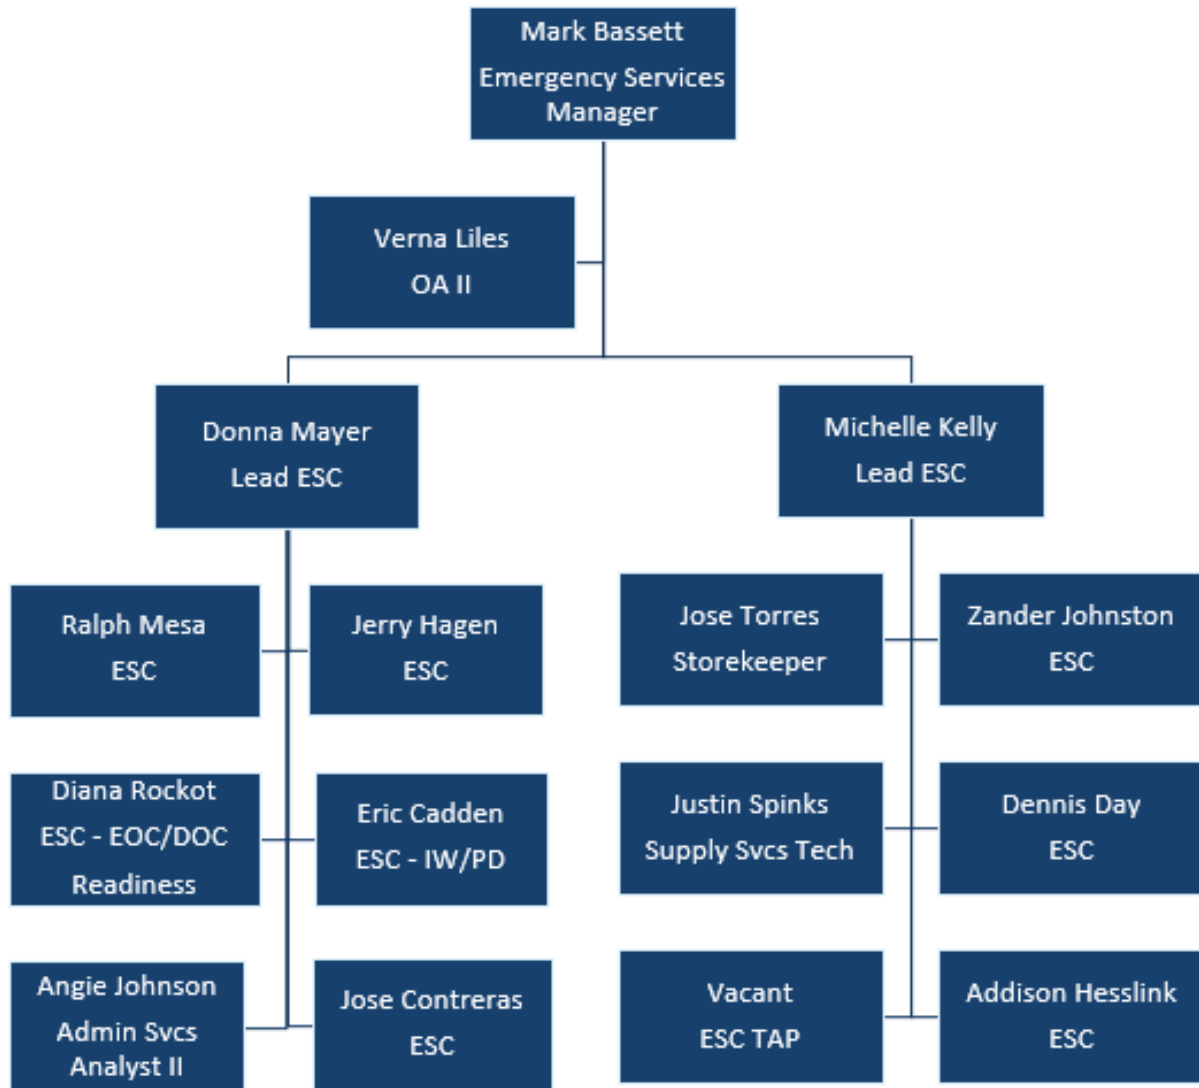 Mark Bassett
Emergency Services
Manager
Verna Liles
OA II
Donna Mayer
Lead ESC
Michelle Kelly
Lead ESC
Ralph Mesa
ESC
Jerry Hagen
ESC
Jose Torres
Storekeeper
Zander Johnston
ESC
Diana Rockot
ESC - EOC/DOC
Readiness
Eric Cadden
ESC - IW/PD
Justin Spinks
Supply Svcs Tech
Dennis Day
ESC
Angie Johnson
Admin Svcs
Analyst II
Jose Contreras
ESC
Vacant
ESC TAP
Addison Hesslink
ESC